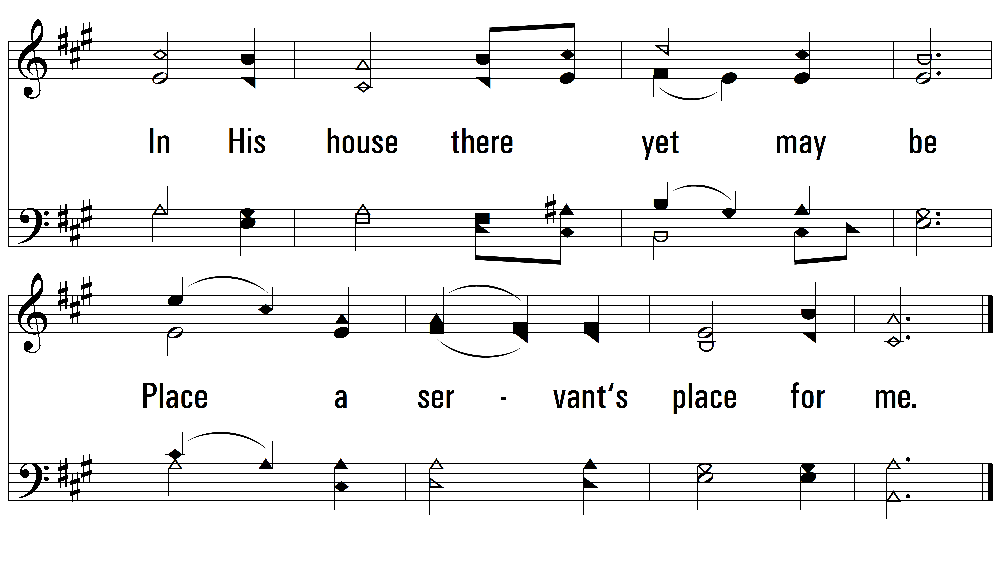 In His house there yet may be
Place a ser - vant‘s place for me.